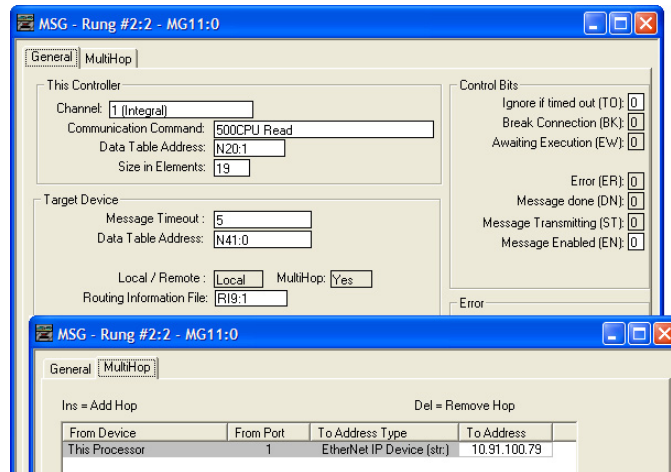 MSG - Rung #2:2 - MG11:0
General MultiHop
This Controller
Channel: 1 (Integral)
Communication Command: 500CPU Read
Data Table Address: N20:1
Size in Elements: 19
Target Device
Message Timeout : 5
Data Table Address: N41:0
Local / Remote : Local MultiHop: Yes
Routing Information File: RI9:1
Control Bits
Ignore if timed out (TO): 0
Break Connection (BK): 0
Awaiting Execution (EW): 0
Error (ER): 0
Message done (DN): 0
Message Transmitting (ST): 0
Message Enabled (EN): 0
Error
MSG - Rung #2:2 - MG11:0
General MultiHop
Ins = Add Hop Del = Remove Hop
From Device From Port To Address Type To Address
This Processor 1 EtherNet IP Device (str:) 10.91.100.79